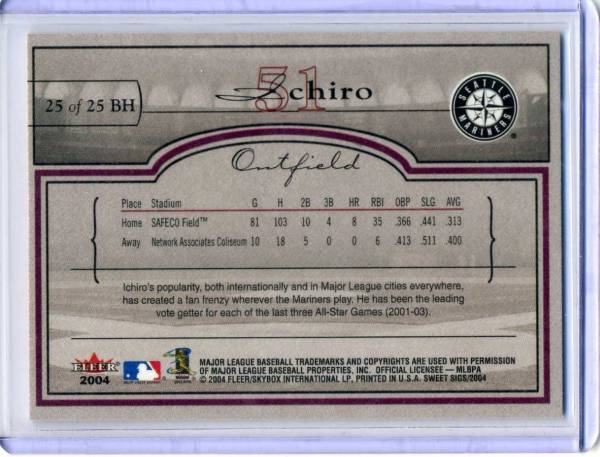 25 of 25 BH
51
Ichiro
SEATTLE
MARINERS
Outfield
Place Stadium G H 2B 3B HR RBI OBP SLG AVG
Home SAFECO Field™ 81 103 10 4 8 35 .366 .441 .313
Away Network Associates Coliseum 10 18 5 0 0 6 .413 .511 .400
Ichiro's popularity, both internationally and in Major League cities everywhere,
has created a fan frenzy wherever the Mariners play. He has been the leading
vote getter for each of the last three All-Star Games (2001-03).
FLEER
2004
MAJOR LEAGUE BASEBALL TRADEMARKS AND COPYRIGHTS ARE USED WITH PERMISSION
OF MAJOR LEAGUE BASEBALL PROPERTIES, INC. OFFICIAL LICENSEE – MLBPA
© 2004 FLEER/SKYBOX INTERNATIONAL LP, PRINTED IN U.S.A. SWEET SIGS/2004